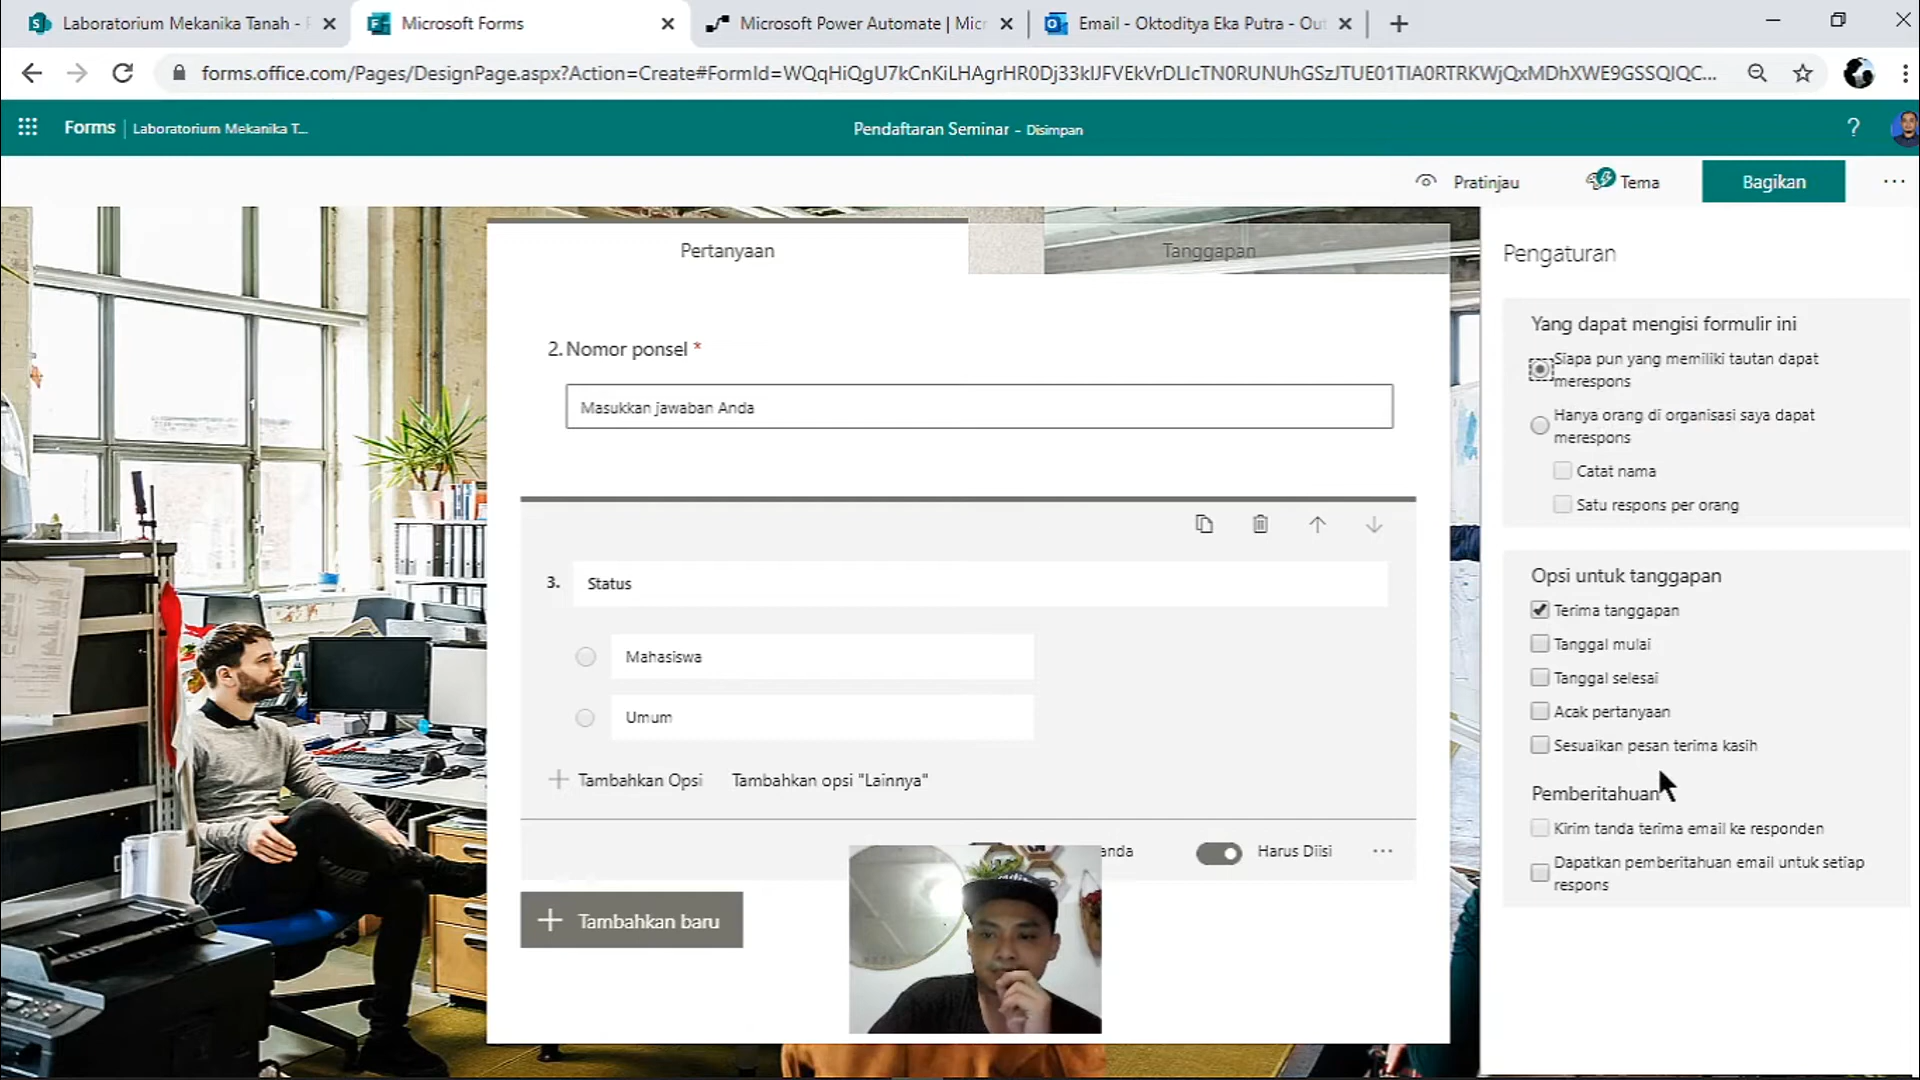 Laboratorium Mekanika Tanah -
Microsoft Forms
Microsoft Power Automate | Micr
Email - Oktoditya Eka Putra - Out
forms.office.com/Pages/DesignPage.aspx?Action=Create#FormId=WQqHiQgU7kCnKiLHAgrHR0Dj33kIJFVEkVrDLIcTN0RUNUhGSzJTUE01TlA0RTRKWjQxMDhXWE9GSSQlQC...
Forms
Laboratorium Mekanika T...
Pendaftaran Seminar - Disimpan
?
Pratinjau
Tema
Bagikan
Pertanyaan
Tanggapan
2. Nomor ponsel *
Masukkan jawaban Anda
3. Status
Mahasiswa
Umum
Tambahkan Opsi
Tambahkan opsi "Lainnya"
anda
Harus Diisi
Tambahkan baru
Pengaturan
Yang dapat mengisi formulir ini
Siapa pun yang memiliki tautan dapat
merespons
Hanya orang di organisasi saya dapat
merespons
Catat nama
Satu respons per orang
Opsi untuk tanggapan
Terima tanggapan
Tanggal mulai
Tanggal selesai
Acak pertanyaan
Sesuaikan pesan terima kasih
Pemberitahuan
Kirim tanda terima email ke responden
Dapatkan pemberitahuan email untuk setiap
respons